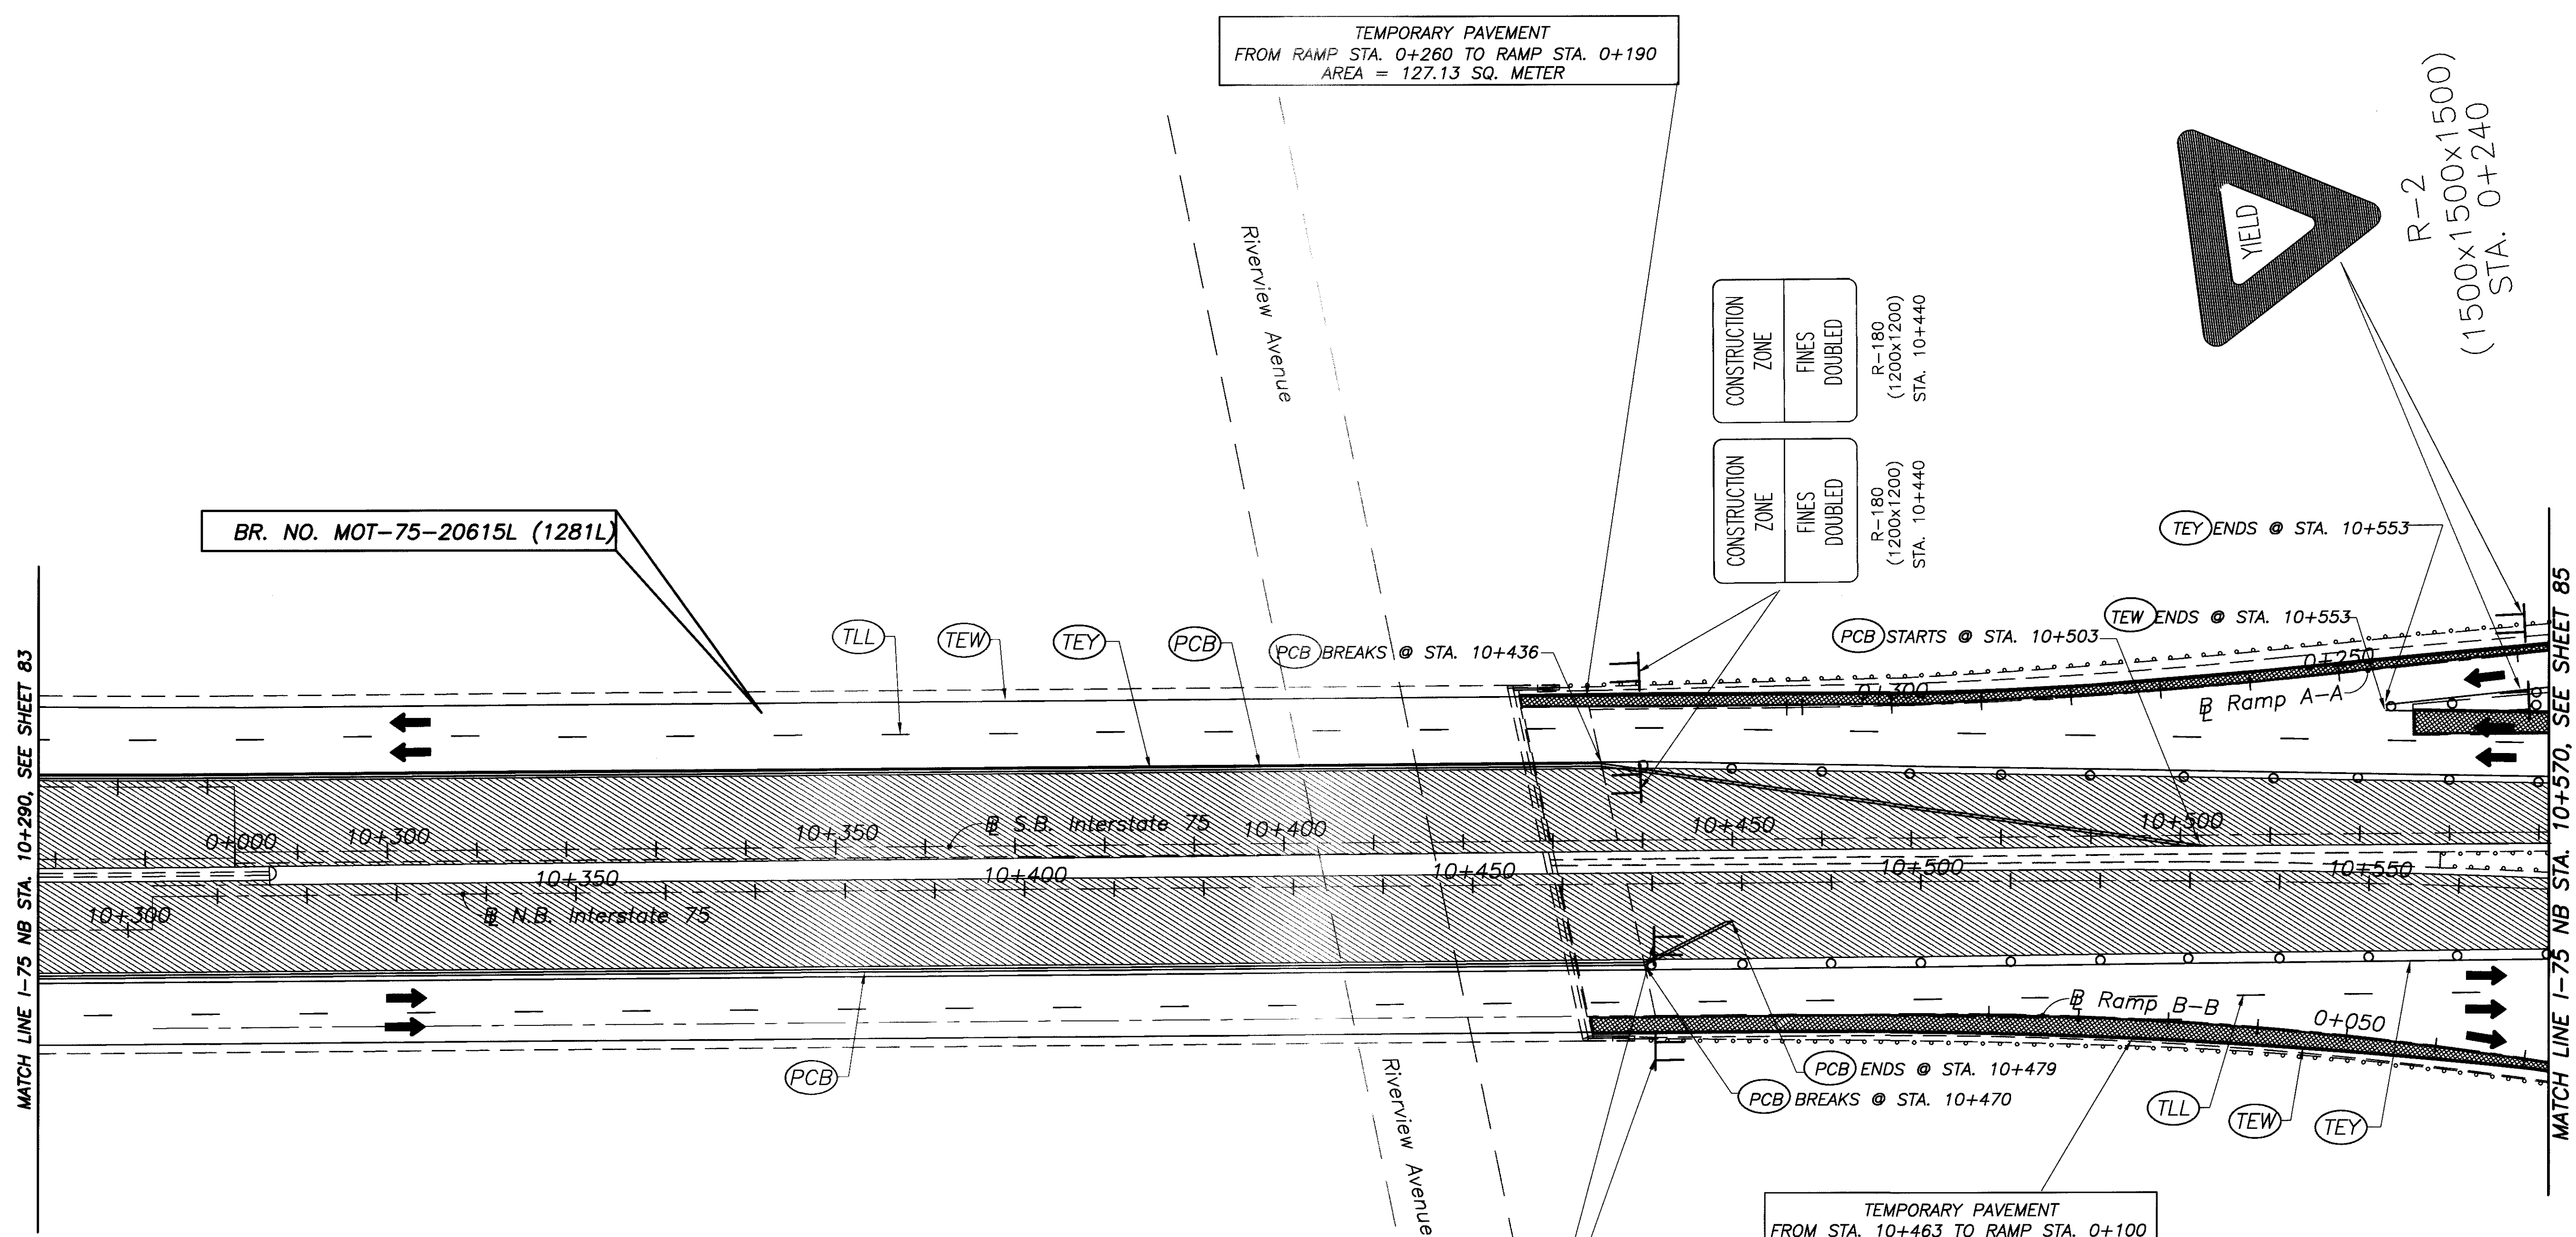 TEMPORARY PAVEMENT
FROM RAMP STA. 0+260 TO RAMP STA. 0+190
AREA = 127.13 SQ. METER
YIELD
R-2
(1500x1500x1500)
STA. 0+240
Riverview Avenue
CONSTRUCTION
ZONE
FINES
DOUBLED
R-180
(1200x1200)
STA. 10+440
CONSTRUCTION
ZONE
FINES
DOUBLED
R-180
(1200x1200)
STA. 10+440
BR. NO. MOT-75-20615L (1281L)
TEY ENDS @ STA. 10+553
TLL
TEW
TEY
PCB
PCB BREAKS @ STA. 10+436
PCB STARTS @ STA. 10+503
TEW ENDS @ STA. 10+553
MATCH LINE I-75 NB STA. 10+290, SEE SHEET 83
MATCH LINE I-75 NB STA. 10+570, SEE SHEET 85
0+250
0+300
BL Ramp A-A
0+000
10+300
10+350
BL S.B. Interstate 75
10+400
10+450
10+500
10+300
10+350
BL N.B. Interstate 75
10+400
10+450
10+500
10+550
BL Ramp B-B
0+050
PCB
PCB ENDS @ STA. 10+479
PCB BREAKS @ STA. 10+470
TLL
TEW
TEY
Riverview Avenue
TEMPORARY PAVEMENT
FROM STA. 10+463 TO RAMP STA. 0+100